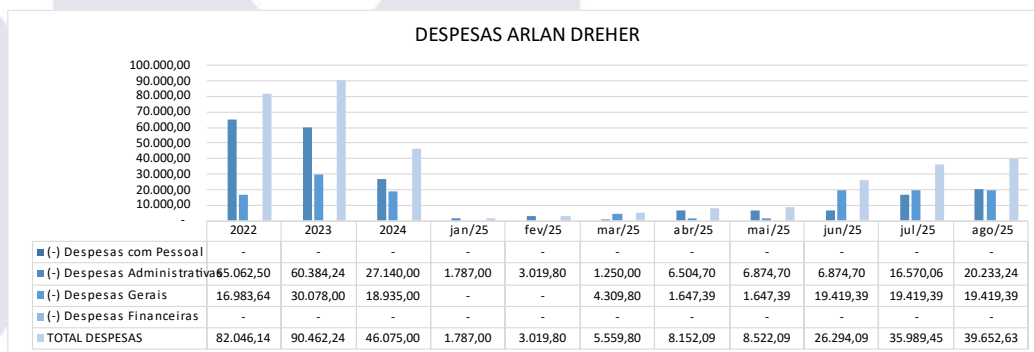 DESPESAS ARLAN DREHER
100.000,00
90.000,00
80.000,00
70.000,00
60.000,00
50.000,00
40.000,00
30.000,00
20.000,00
10.000,00
-
2022 2023 2024 jan/25 fev/25 mar/25 abr/25 mai/25 jun/25 jul/25 ago/25
(-) Despesas com Pessoal - - - - - - - - - - -
(-) Despesas Administrativas 65.062,50 60.384,24 27.140,00 1.787,00 3.019,80 1.250,00 6.504,70 6.874,70 6.874,70 16.570,06 20.233,24
(-) Despesas Gerais 16.983,64 30.078,00 18.935,00 - - 4.309,80 1.647,39 1.647,39 19.419,39 19.419,39 19.419,39
(-) Despesas Financeiras - - - - - - - - - - -
TOTAL DESPESAS 82.046,14 90.462,24 46.075,00 1.787,00 3.019,80 5.559,80 8.152,09 8.522,09 26.294,09 35.989,45 39.652,63